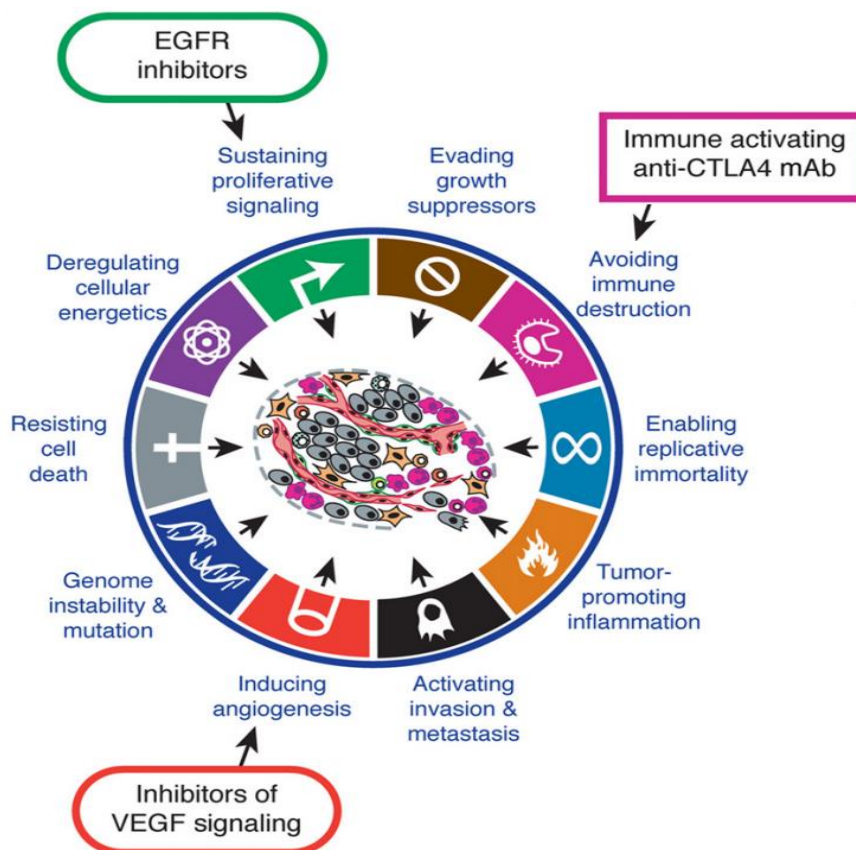 EGFR
inhibitors
Immune activating
anti-CTLA4 mAb
Sustaining
proliferative
signaling
Evading
growth
suppressors
Deregulating
cellular
energetics
Avoiding
immune
destruction
Resisting
cell
death
Enabling
replicative
immortality
Genome
instability &
mutation
Tumor-
promoting
inflammation
Inducing
angiogenesis
Activating
invasion &
metastasis
Inhibitors of
VEGF signaling